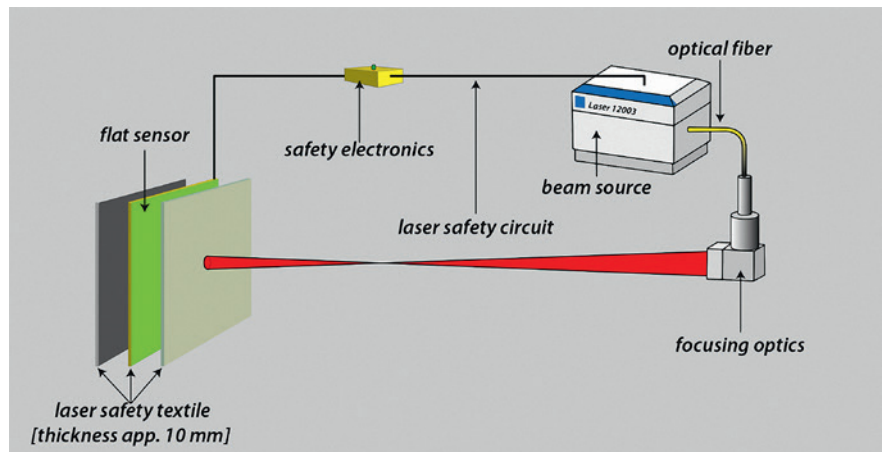 optical fiber
Laser 12003
flat sensor
safety electronics
beam source
laser safety circuit
focusing optics
laser safety textile
[thickness app. 10 mm]